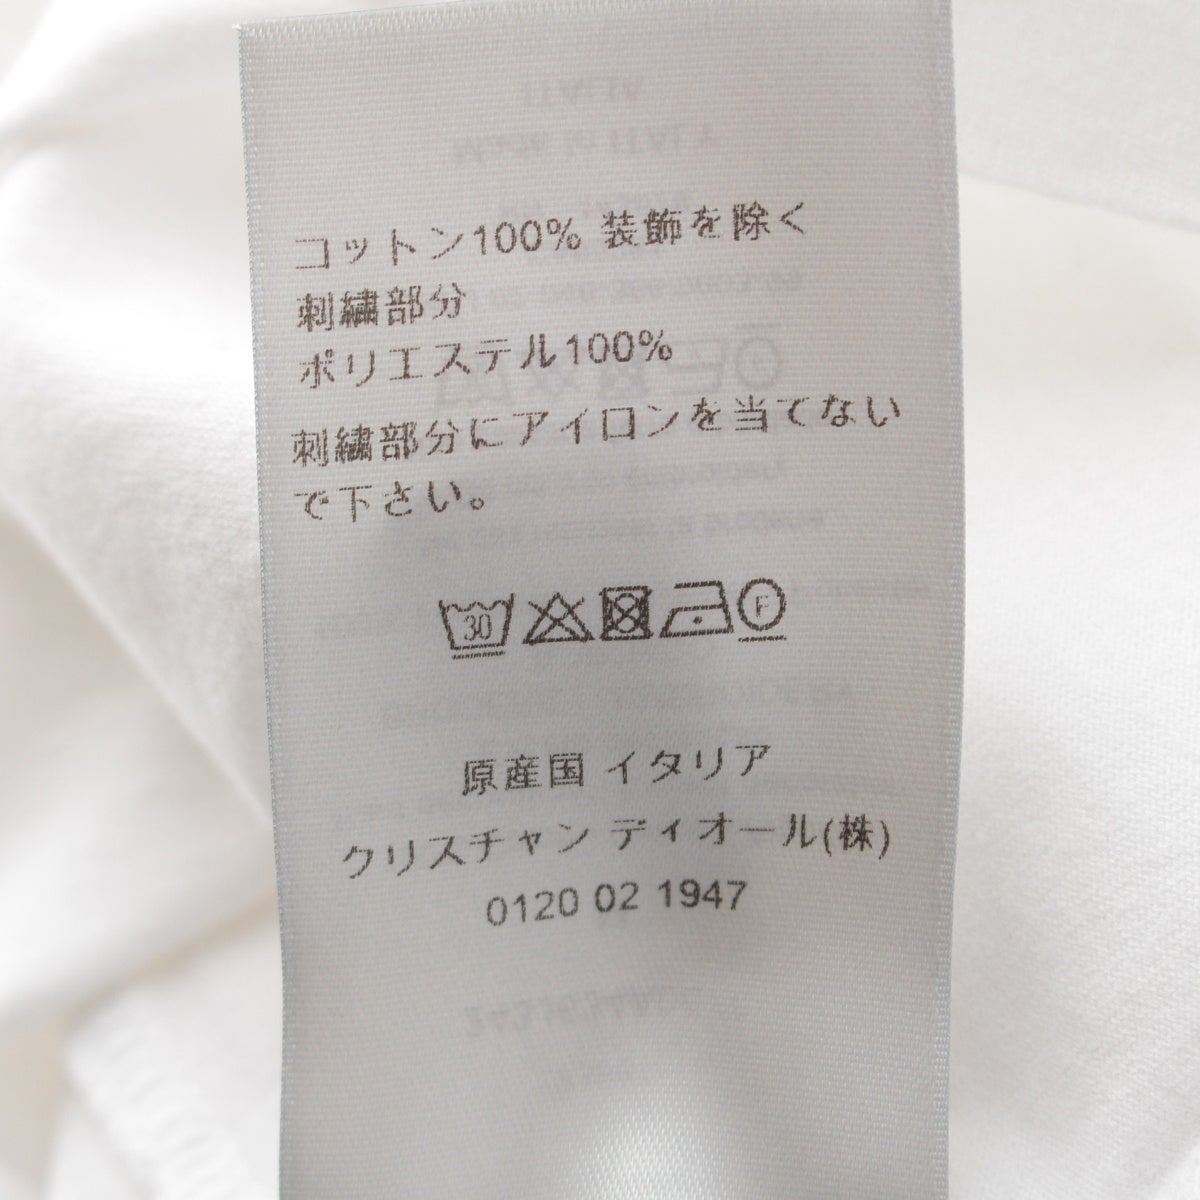 コットン100% 装飾を除く
刺繍部分
ポリエステル100%
刺繍部分にアイロンを当てない
で下さい。
30 F
原産国 イタリア
クリスチャン ディオール(株)
0120 02 1947